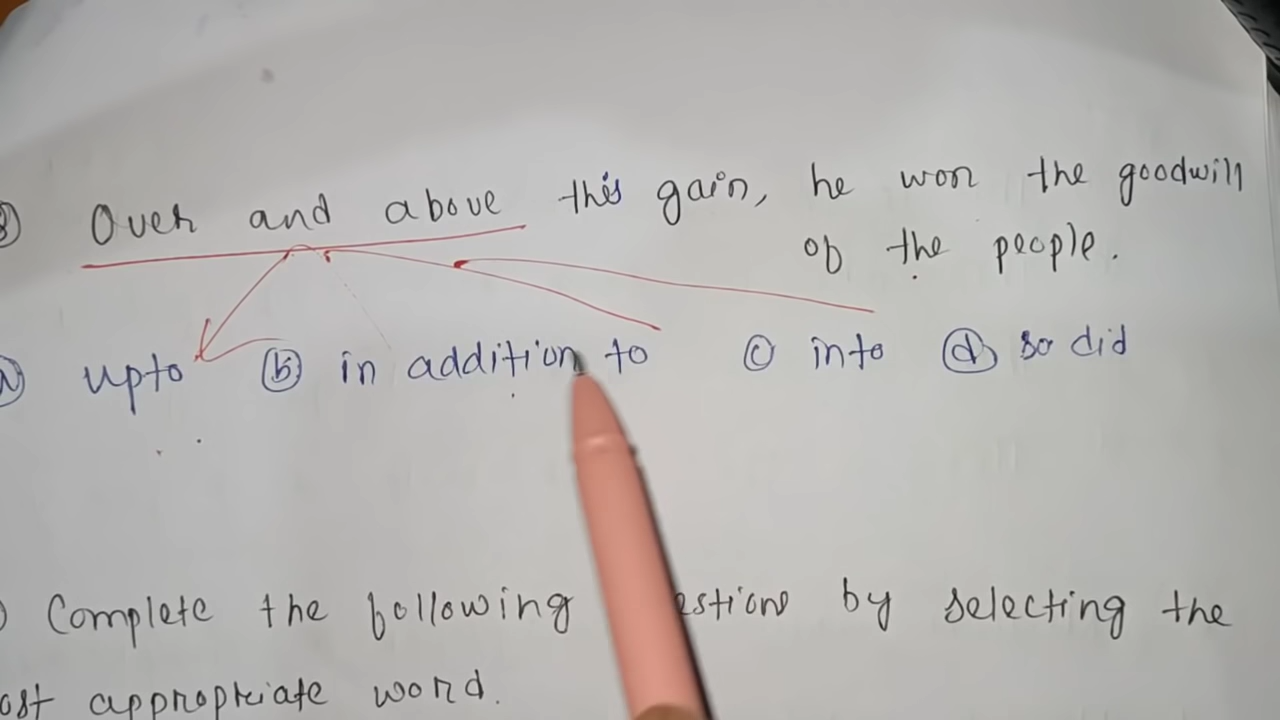 Over and above this gain, he won the goodwill
of the people.
upto (b) in addition to (c) into (d) so did
Complete the following by selecting the
appropriate word.